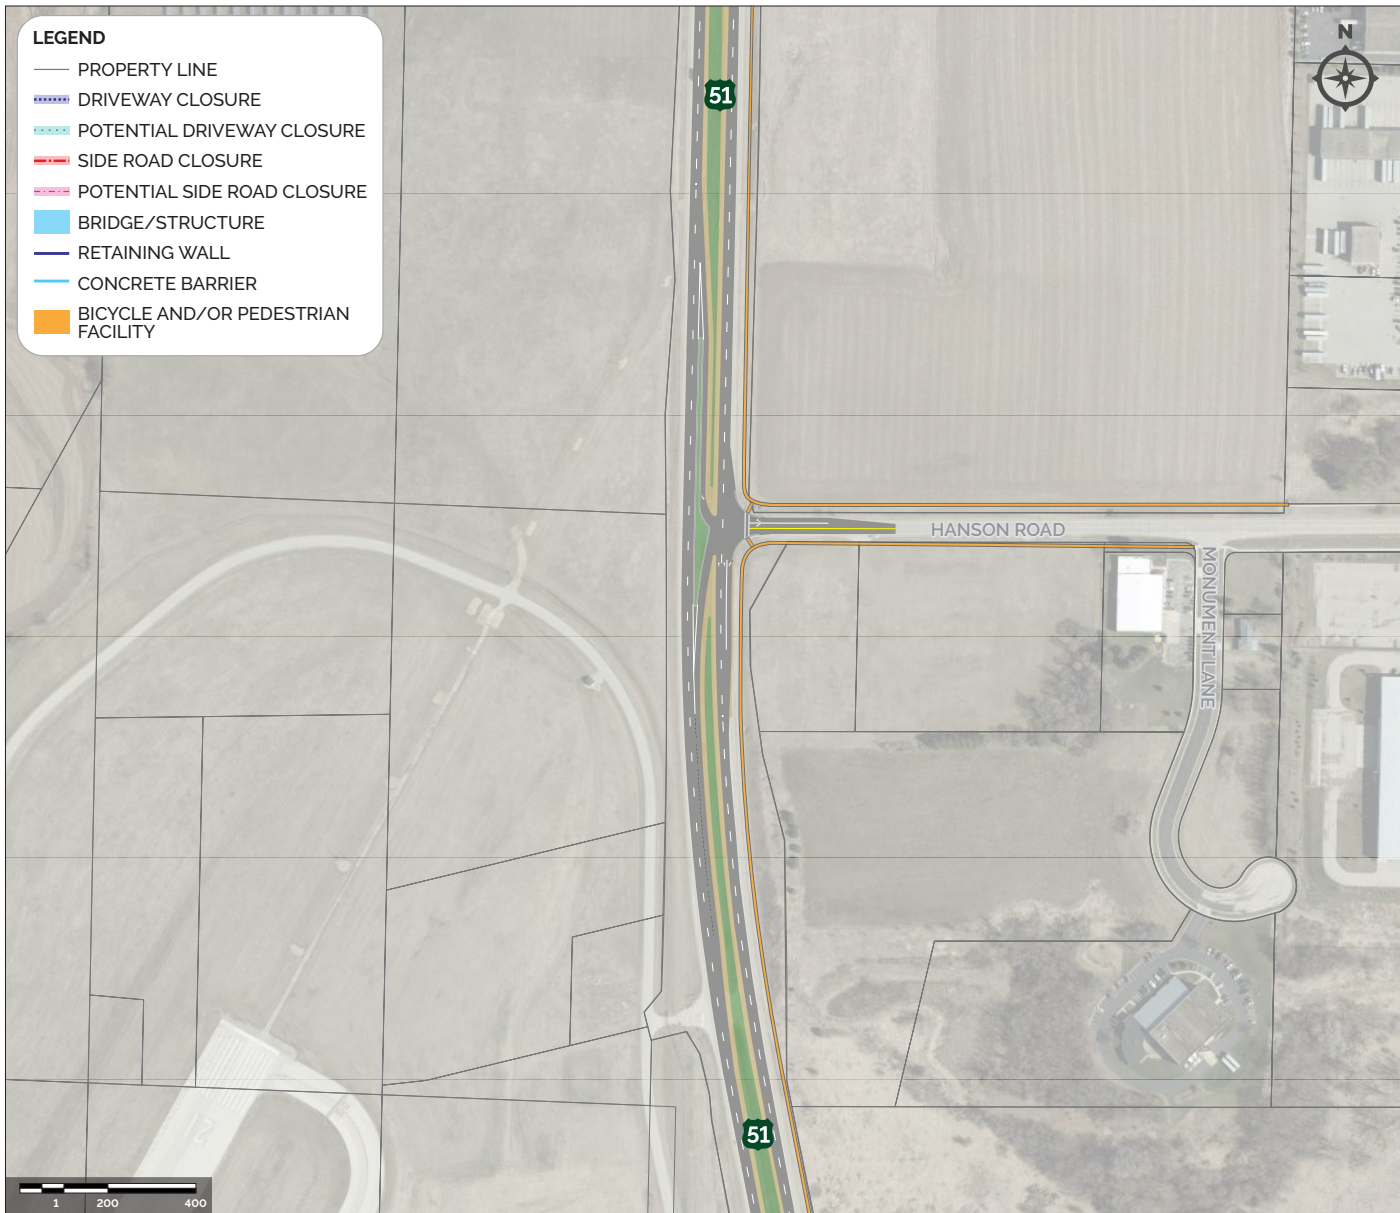 LEGEND
PROPERTY LINE
DRIVEWAY CLOSURE
POTENTIAL DRIVEWAY CLOSURE
SIDE ROAD CLOSURE
POTENTIAL SIDE ROAD CLOSURE
BRIDGE/STRUCTURE
RETAINING WALL
CONCRETE BARRIER
BICYCLE AND/OR PEDESTRIAN
FACILITY
N
51
HANSON ROAD
MONUMENT LANE
51
21
1 200 400